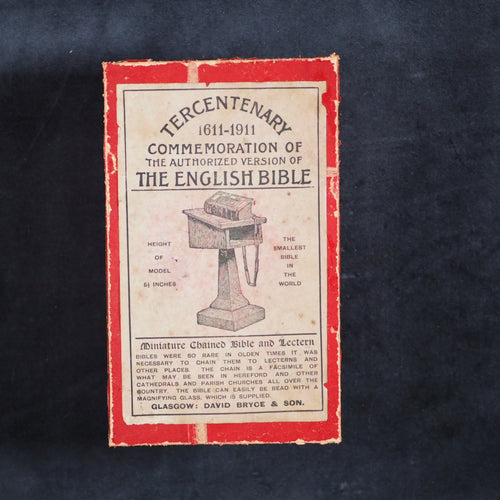 TERCENTENARY
1611-1911
COMMEMORATION OF
THE AUTHORIZED VERSION OF
THE ENGLISH BIBLE
HEIGHT
OF
MODEL
6½ INCHES
THE
SMALLEST
BIBLE
IN
THE
WORLD
Miniature Chained Bible and Lectern
BIBLES WERE SO RARE IN OLDEN TIMES IT WAS
NECESSARY TO CHAIN THEM TO LECTERNS AND
OTHER PLACES. THE CHAIN IS A FACSIMILE OF
WHAT MAY BE SEEN IN HEREFORD AND OTHER
CATHEDRALS AND PARISH CHURCHES ALL OVER THE
COUNTRY. THE BIBLE CAN EASILY BE READ WITH A
MAGNIFYING GLASS, WHICH IS SUPPLIED.
GLASGOW: DAVID BRYCE & SON.